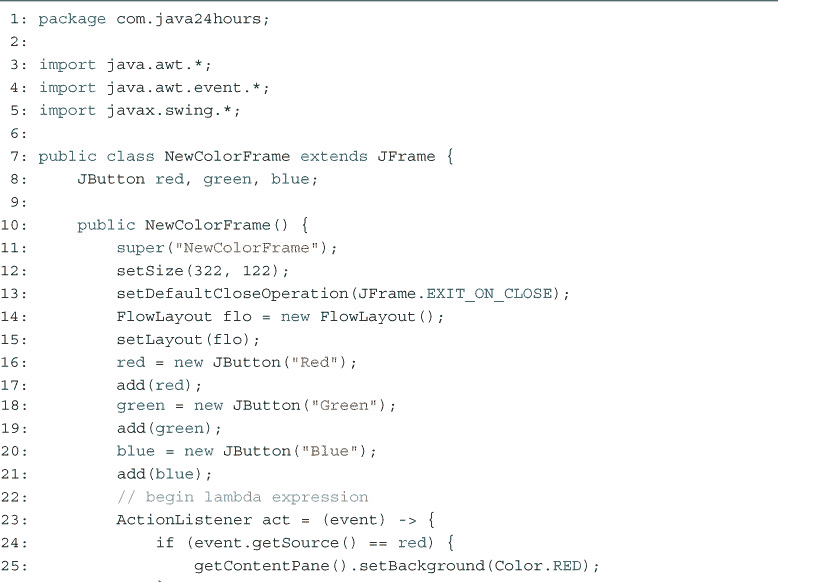 1: package com.java24hours;
2:
3: import java.awt.*;
4: import java.awt.event.*;
5: import javax.swing.*;
6:
7: public class NewColorFrame extends JFrame {
8:     JButton red, green, blue;
9:
10:     public NewColorFrame() {
11:         super("NewColorFrame");
12:         setSize(322, 122);
13:         setDefaultCloseOperation(JFrame.EXIT_ON_CLOSE);
14:         FlowLayout flo = new FlowLayout();
15:         setLayout(flo);
16:         red = new JButton("Red");
17:         add(red);
18:         green = new JButton("Green");
19:         add(green);
20:         blue = new JButton("Blue");
21:         add(blue);
22:         // begin lambda expression
23:         ActionListener act = (event) -> {
24:             if (event.getSource() == red) {
25:                 getContentPane().setBackground(Color.RED);